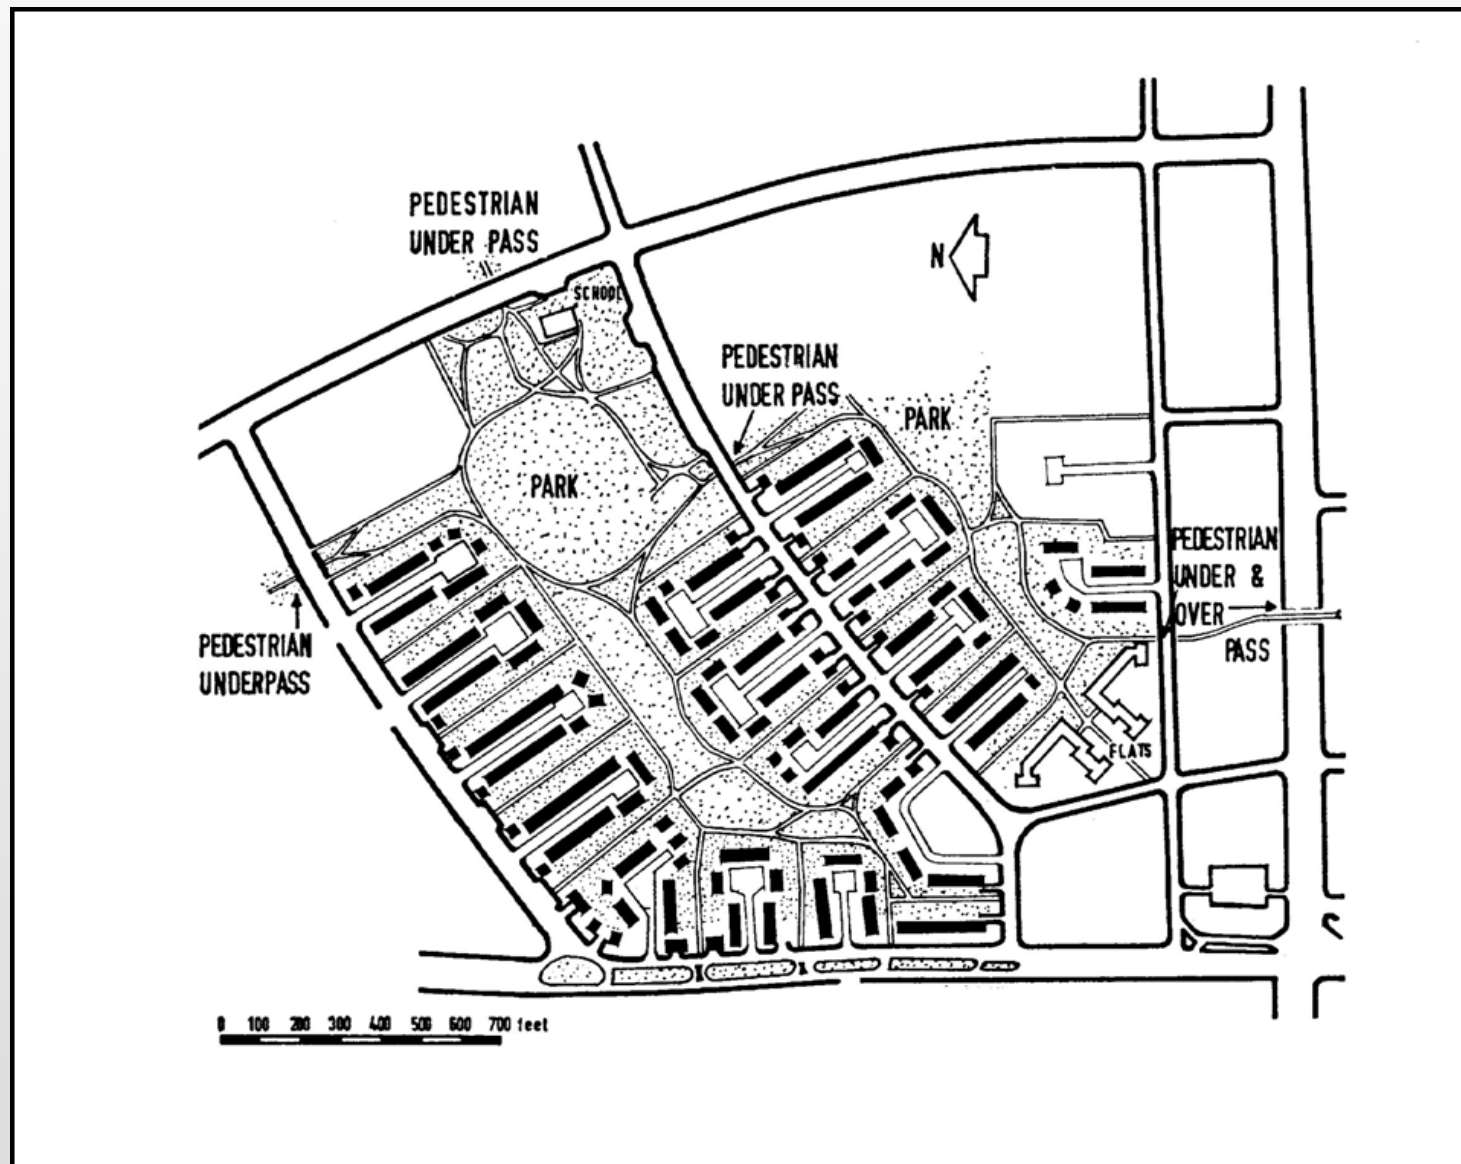 PEDESTRIAN
UNDER PASS
SCHOOL
N
PEDESTRIAN
UNDER PASS
PARK
PARK
PEDESTRIAN
UNDER &
OVER
PASS
PEDESTRIAN
UNDERPASS
FLATS
0 100 200 300 400 500 600 700 feet